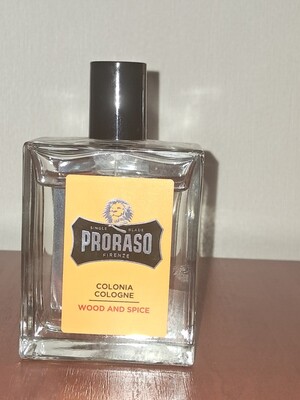 SINGLE BLADE
PRORASO
FIRENZE
COLONIA
COLOGNE
WOOD AND SPICE